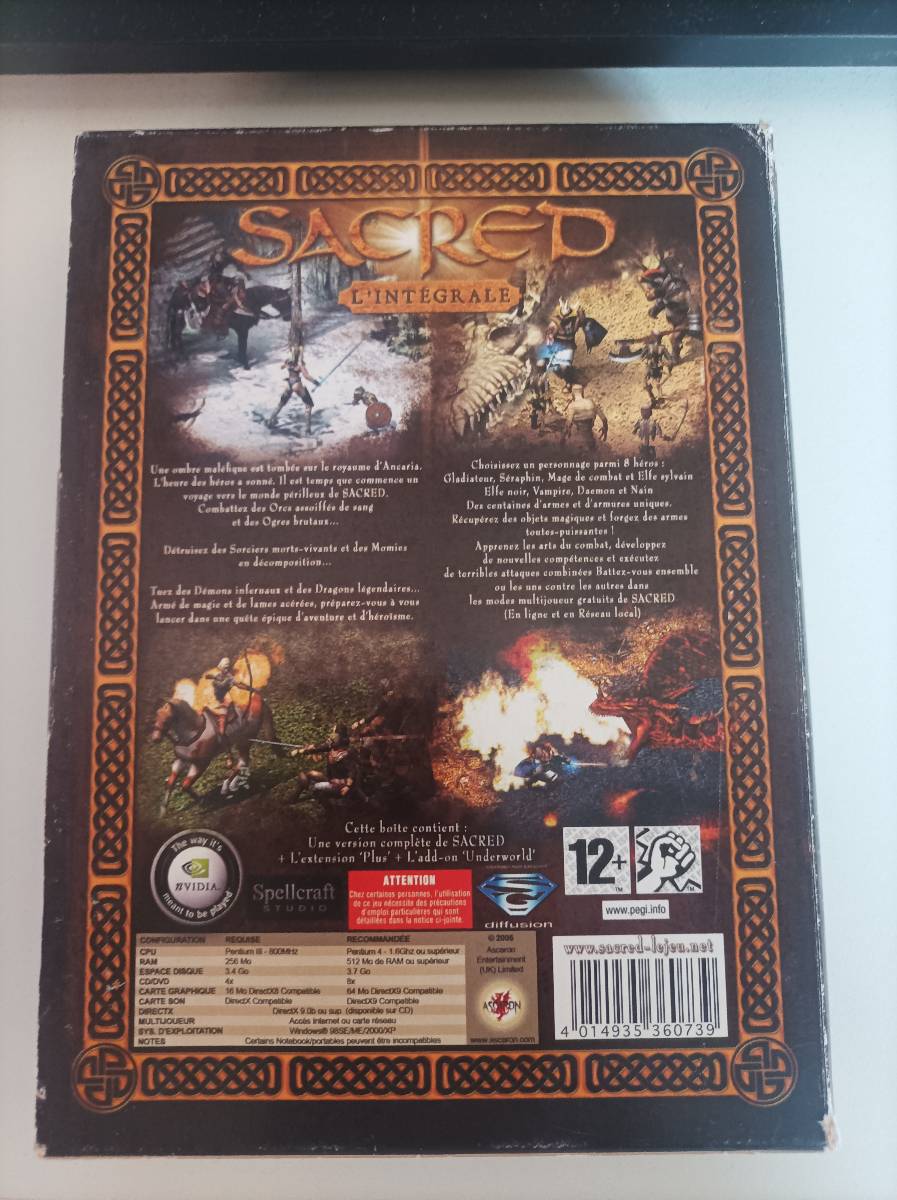 SACRED
L'INTÉGRALE
Une ombre maléfique est tombée sur le royaume d'Ancaria.
L'heure des héros a sonné. Il est temps que commence un
voyage vers le monde périlleux de SACRED.
Combattez des Orcs assoiffés de sang
et des Ogres brutaux...
Détruisez des Sorciers morts-vivants et des Momies
en décomposition...
Tuez des Démons infernaux et des Dragons légendaires...
Armé de magie et de lames acérées, préparez-vous à vous
lancer dans une quête épique d'aventure et d'héroïsme.
Choisissez un personnage parmi 8 héros :
Gladiateur, Séraphin, Mage de combat et Elfe sylvain
Elfe noir, Vampire, Daemon et Nain
Des centaines d'armes et d'armures uniques.
Récupérez des objets magiques et forgez des armes
toutes-puissantes !
Apprenez les arts du combat, développez
de nouvelles compétences et exécutez
de terribles attaques combinées Battez-vous ensemble
ou les uns contre les autres dans
les modes multijoueur gratuits de SACRED
(En ligne et en Réseau local)
Cette boîte contient :
Une version complète de SACRED
+ L'extension 'Plus' + L'add-on 'Underworld'
The way it's
NVIDIA
meant to be played
Spellcraft
STUDIO
ATTENTION
Chez certaines personnes, l'utilisation
de ce jeu nécessite des précautions
d'emploi particulières qui sont
détaillées dans la notice ci-jointe.
diffusion
12+
TM
TM
www.pegi.info
CONFIGURATION REQUISE RECOMMANDÉE
CPU Pentium III - 800MHz Pentium 4 - 1.6Ghz ou supérieur
RAM 256 Mo 512 Mo de RAM ou supérieur
ESPACE DISQUE 3.4 Go 3.7 Go
CD/DVD 4x 8x
CARTE GRAPHIQUE 16 Mo DirectX8 Compatible 64 Mo DirectX9 Compatible
CARTE SON DirectX Compatible DirectX9 Compatible
DIRECTX DirectX 9.0b ou sup (disponible sur CD)
MULTIJOUEUR Accès internet ou carte réseau
SYS. D'EXPLOITATION Windows® 98SE/ME/2000/XP
NOTES Certains Notebook/portables peuvent être incompatibles
© 2006
Ascaron
Entertainment
(UK) Limited
ASCARON
www.ascaron.com
www.sacred-lejeu.net
4 014935 360739